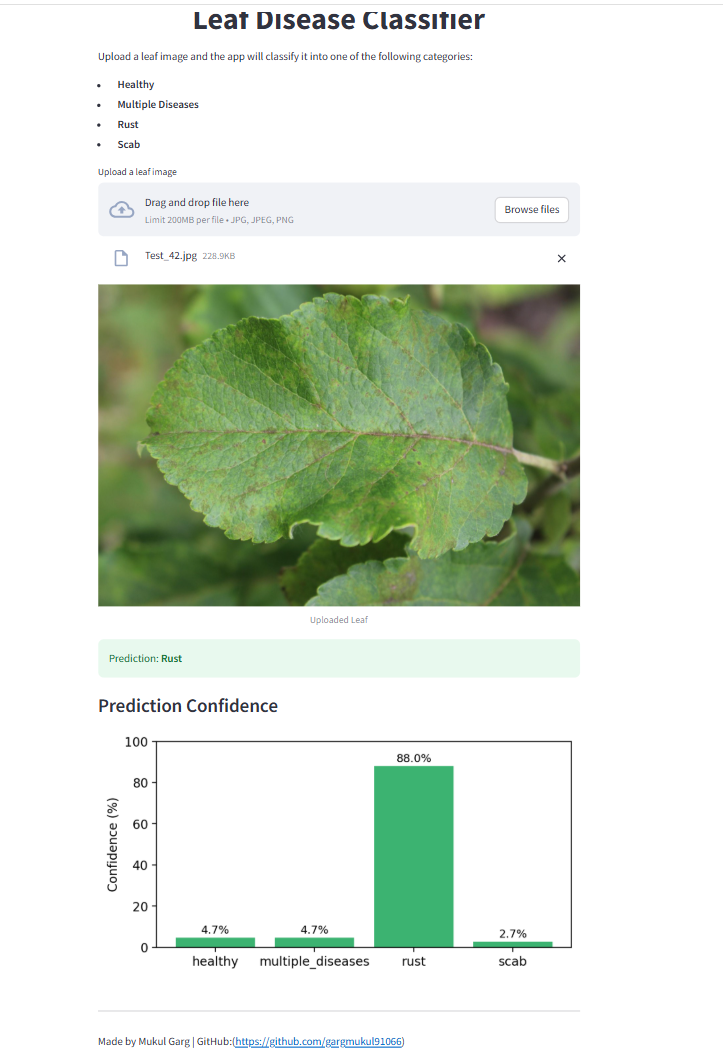 Leaf Disease Classifier
Upload a leaf image and the app will classify it into one of the following categories:
• Healthy
• Multiple Diseases
• Rust
• Scab
Upload a leaf image
Drag and drop file here
Limit 200MB per file • JPG, JPEG, PNG
Browse files
Test_42.jpg 228.9KB
Uploaded Leaf
Prediction: Rust
Prediction Confidence
Confidence (%)
100
80
60
40
20
0
4.7%
4.7%
88.0%
2.7%
healthy
multiple_diseases
rust
scab
Made by Mukul Garg | GitHub:(https://github.com/gargmukul91066)